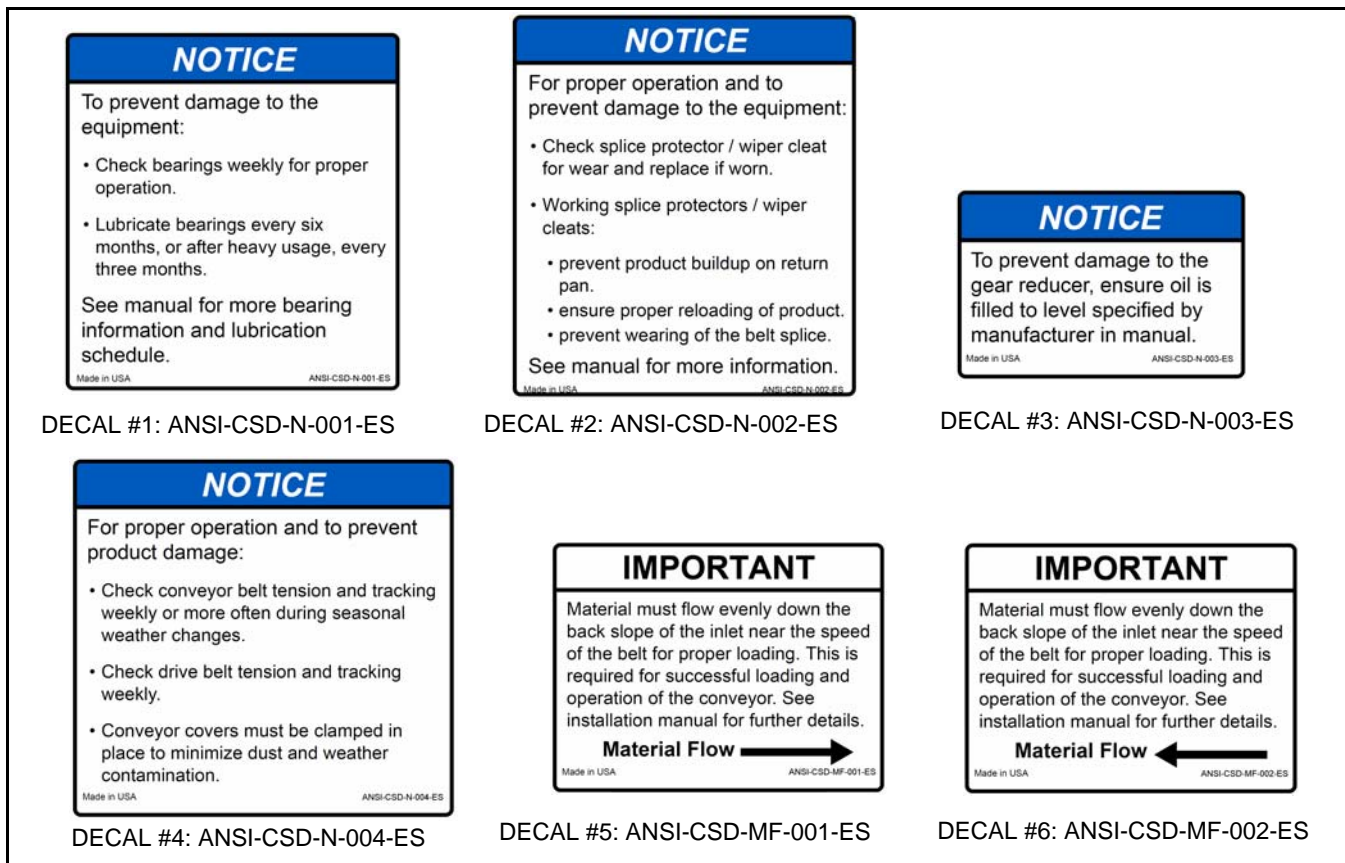 NOTICE
To prevent damage to the
equipment:
• Check bearings weekly for proper
operation.
• Lubricate bearings every six
months, or after heavy usage, every
three months.
See manual for more bearing
information and lubrication
schedule.
Made in USA ANSI-CSD-N-001-ES
DECAL #1: ANSI-CSD-N-001-ES
NOTICE
For proper operation and to
prevent damage to the equipment:
• Check splice protector / wiper cleat
for wear and replace if worn.
• Working splice protectors / wiper
cleats:
• prevent product buildup on return
pan.
• ensure proper reloading of product.
• prevent wearing of the belt splice.
See manual for more information.
Made in USA ANSI-CSD-N-002-ES
DECAL #2: ANSI-CSD-N-002-ES
NOTICE
To prevent damage to the
gear reducer, ensure oil is
filled to level specified by
manufacturer in manual.
Made in USA ANSI-CSD-N-003-ES
DECAL #3: ANSI-CSD-N-003-ES
NOTICE
For proper operation and to prevent
product damage:
• Check conveyor belt tension and tracking
weekly or more often during seasonal
weather changes.
• Check drive belt tension and tracking
weekly.
• Conveyor covers must be clamped in
place to minimize dust and weather
contamination.
Made in USA ANSI-CSD-N-004-ES
DECAL #4: ANSI-CSD-N-004-ES
IMPORTANT
Material must flow evenly down the
back slope of the inlet near the speed
of the belt for proper loading. This is
required for successful loading and
operation of the conveyor. See
installation manual for further details.
Material Flow
Made in USA ANSI-CSD-MF-001-ES
DECAL #5: ANSI-CSD-MF-001-ES
IMPORTANT
Material must flow evenly down the
back slope of the inlet near the speed
of the belt for proper loading. This is
required for successful loading and
operation of the conveyor. See
installation manual for further details.
Material Flow
Made in USA ANSI-CSD-MF-002-ES
DECAL #6: ANSI-CSD-MF-002-ES